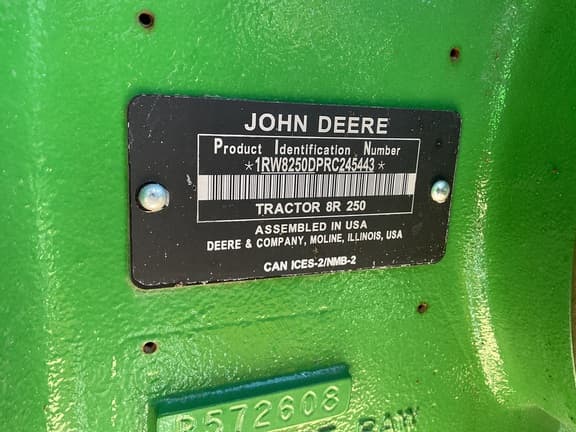 JOHN DEERE
Product Identification Number
*1RW8250DPRC245443*
TRACTOR 8R 250
ASSEMBLED IN USA
DEERE & COMPANY, MOLINE, ILLINOIS, USA
CAN ICES-2/NMB-2
R572608